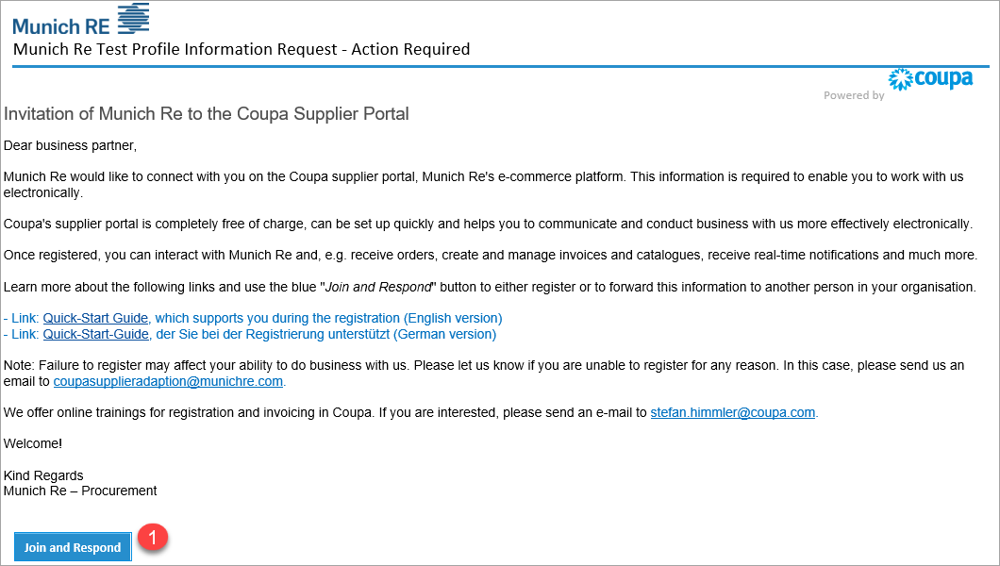 Munich RE
Munich Re Test Profile Information Request - Action Required
coupa
Powered by
Invitation of Munich Re to the Coupa Supplier Portal
Dear business partner,
Munich Re would like to connect with you on the Coupa supplier portal, Munich Re's e-commerce platform. This information is required to enable you to work with us
electronically.
Coupa's supplier portal is completely free of charge, can be set up quickly and helps you to communicate and conduct business with us more effectively electronically.
Once registered, you can interact with Munich Re and, e.g. receive orders, create and manage invoices and catalogues, receive real-time notifications and much more.
Learn more about the following links and use the blue "Join and Respond" button to either register or to forward this information to another person in your organisation.
- Link: Quick-Start Guide, which supports you during the registration (English version)
- Link: Quick-Start-Guide, der Sie bei der Registrierung unterstützt (German version)
Note: Failure to register may affect your ability to do business with us. Please let us know if you are unable to register for any reason. In this case, please send us an
email to coupasupplieradaption@munichre.com.
We offer online trainings for registration and invoicing in Coupa. If you are interested, please send an e-mail to stefan.himmler@coupa.com.
Welcome!
Kind Regards
Munich Re – Procurement
Join and Respond
1